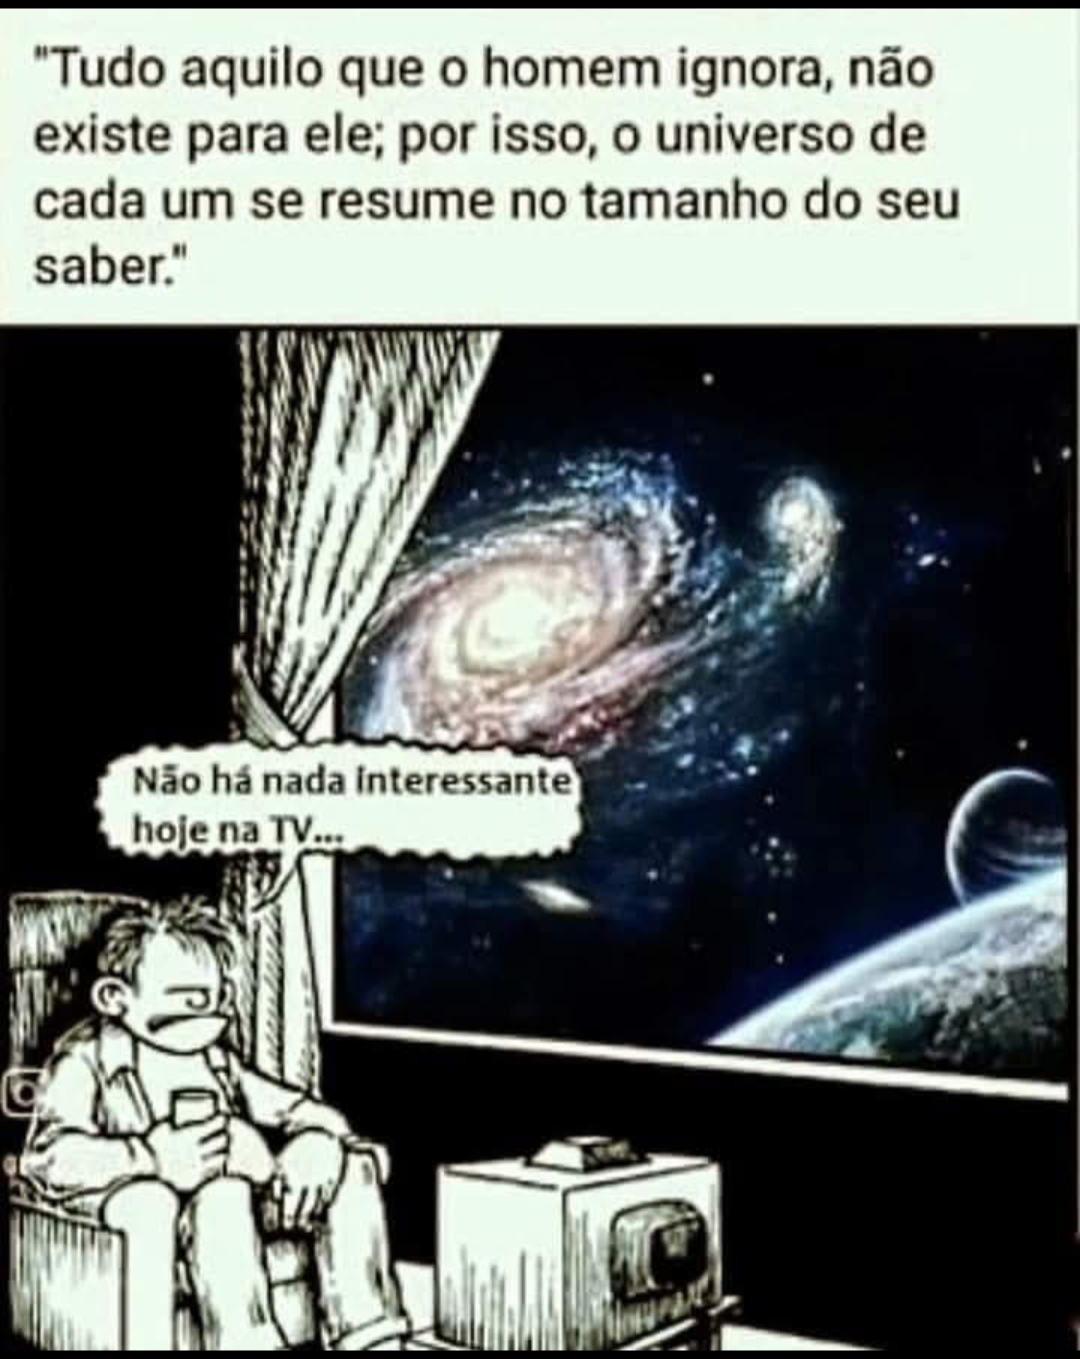 "Tudo aquilo que o homem ignora, não
existe para ele; por isso, o universo de
cada um se resume no tamanho do seu
saber."
Não há nada interessante
hoje na TV...